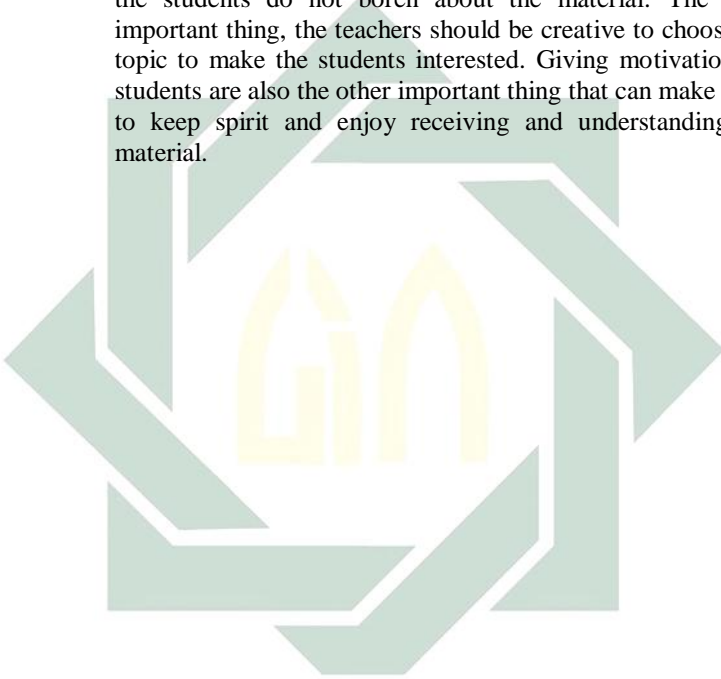 the students do not boreh about the material. The
important thing, the teachers should be creative to choos
topic to make the students interested. Giving motivatio
students are also the other important thing that can make
to keep spirit and enjoy receiving and understanding
material.